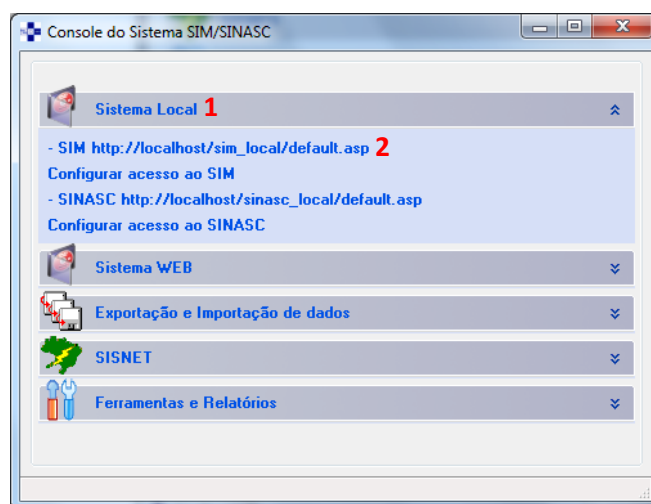 Console do Sistema SIM/SINASC
Sistema Local 1
- SIM http://localhost/sim_local/default.asp 2
Configurar acesso ao SIM
- SINASC http://localhost/sinasc_local/default.asp
Configurar acesso ao SINASC
Sistema WEB
Exportação e Importação de dados
SISNET
Ferramentas e Relatórios